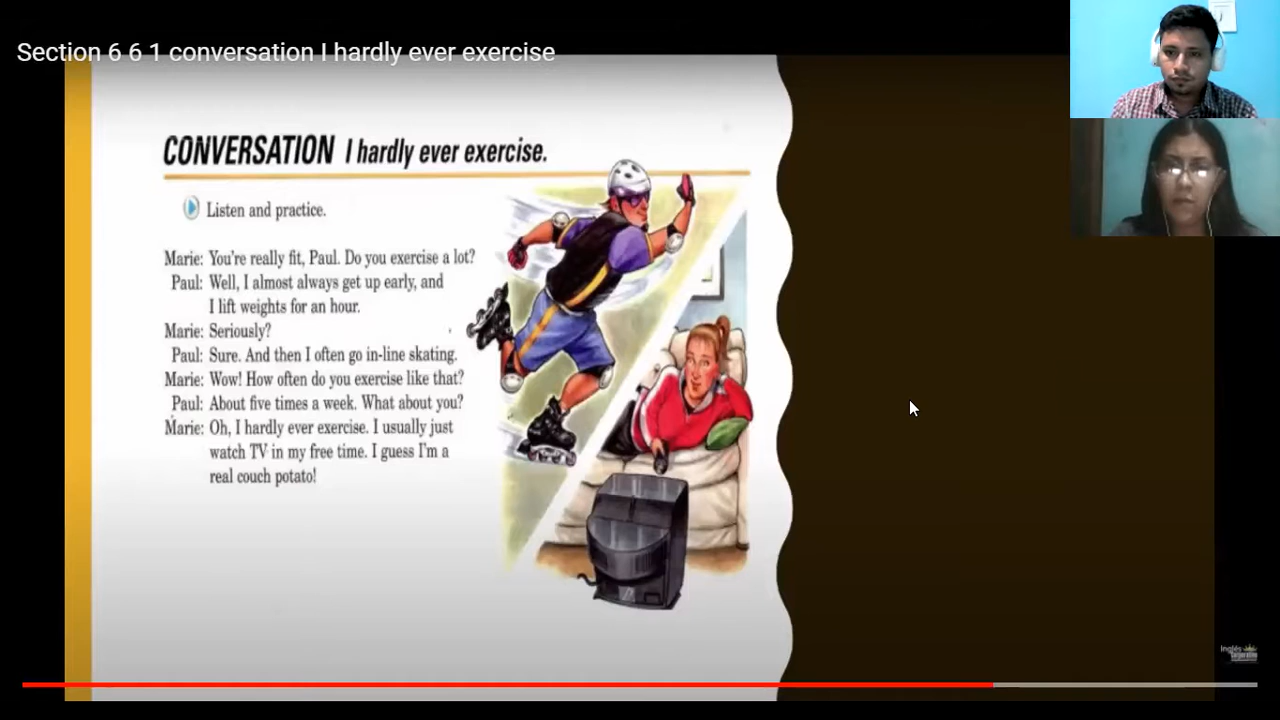 Section 6 6 1 conversation I hardly ever exercise
CONVERSATION I hardly ever exercise.
Listen and practice.
Marie: You're really fit, Paul. Do you exercise a lot?
Paul: Well, I almost always get up early, and
I lift weights for an hour.
Marie: Seriously?
Paul: Sure. And then I often go in-line skating.
Marie: Wow! How often do you exercise like that?
Paul: About five times a week. What about you?
Marie: Oh, I hardly ever exercise. I usually just
watch TV in my free time. I guess I'm a
real couch potato!
Inglés